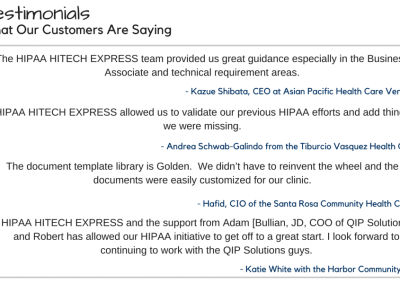 estimonials
hat Our Customers Are Saying
The HIPAA HITECH EXPRESS team provided us great guidance especially in the Busines
Associate and technical requirement areas.
- Kazue Shibata, CEO at Asian Pacific Health Care Ven
HIPAA HITECH EXPRESS allowed us to validate our previous HIPAA efforts and add thing
we were missing.
- Andrea Schwab-Galindo from the Tiburcio Vasquez Health C
The document template library is Golden. We didn't have to reinvent the wheel and the
documents were easily customized for our clinic.
- Hafid, CIO of the Santa Rosa Community Health C
HIPAA HITECH EXPRESS and the support from Adam [Bullian, JD, COO of QIP Solution
and Robert has allowed our HIPAA initiative to get off to a great start. I look forward to
continuing to work with the QIP Solutions guys.
- Katie White with the Harbor Community